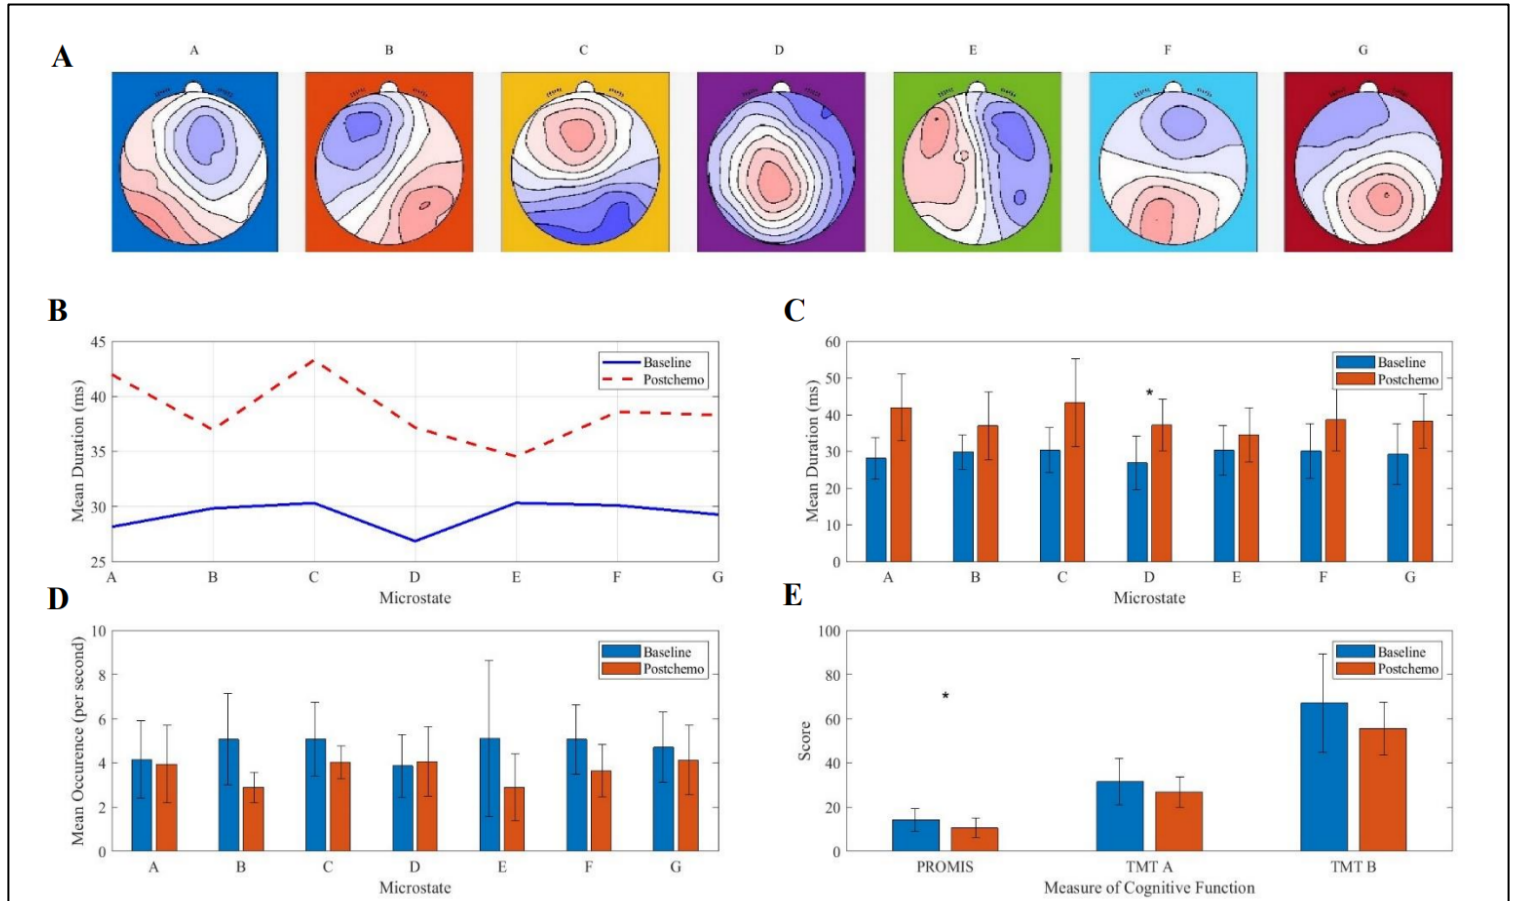 A
A B C D E F G
B
45
40
35
30
25
Mean Duration (ms)
Baseline
Postchemo
A B C D E F G
Microstate
C
60
50
40
30
20
10
0
Mean Duration (ms)
Baseline
Postchemo
*
A B C D E F G
Microstate
D
10
8
6
4
2
0
Mean Occurence (per second)
Baseline
Postchemo
A B C D E F G
Microstate
E
100
80
60
40
20
0
Score
Baseline
Postchemo
*
PROMIS TMT A TMT B
Measure of Cognitive Function